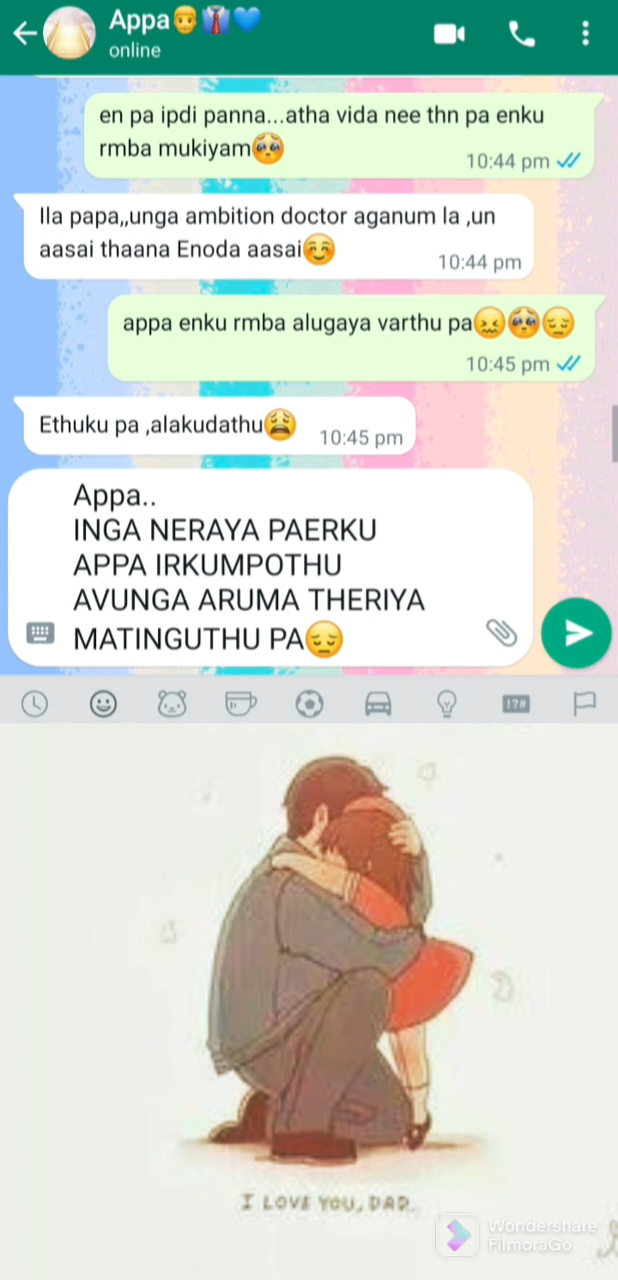 Appa👨👔💙
online
en pa ipdi panna...atha vida nee thn pa enku
rmba mukiyam🥺
10:44 pm
Ila papa,,unga ambition doctor aganum la ,un
aasai thaana Enoda aasai☺️
10:44 pm
appa enku rmba alugaya varthu pa😖🥺😔
10:45 pm
Ethuku pa ,alakudathu😩
10:45 pm
Appa..
INGA NERAYA PAERKU
APPA IRKUMPOTHU
AVUNGA ARUMA THERIYA
MATINGUTHU PA😔
!?#
I LOVE YOU, DAD
Wondershare
FilmoraGo